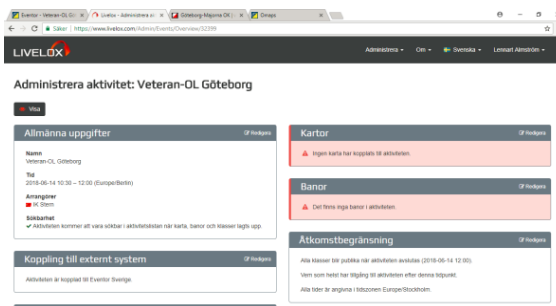 Eventor - Veteran-OL Gö
Livelox - Administrera ak
Göteborg-Majorna OK
Omaps
Säker
https://www.livelox.com/Admin/Events/Overview/32399
LIVELOX
Administrera
Om
Svenska
Lennart Almström
Administrera aktivitet: Veteran-OL Göteborg
Visa
Allmänna uppgifter
Redigera
Namn
Veteran-OL Göteborg
Tid
2018-06-14 10:30 – 12:00 (Europe/Berlin)
Arrangörer
IK Stern
Sökbarhet
Aktiviteten kommer att vara sökbar i aktivitetslistan när karta, banor och klasser lagts upp.
Koppling till externt system
Redigera
Aktiviteten är kopplad till Eventor Sverige.
Kartor
Redigera
Ingen karta har kopplats till aktiviteten.
Banor
Redigera
Det finns inga banor i aktiviteten.
Åtkomstbegränsning
Redigera
Alla klasser blir publika när aktiviteten avslutas (2018-06-14 12:00).
Vem som helst har tillgång till aktiviteten efter denna tidpunkt.
Alla tider är angivna i tidszonen Europe/Stockholm.